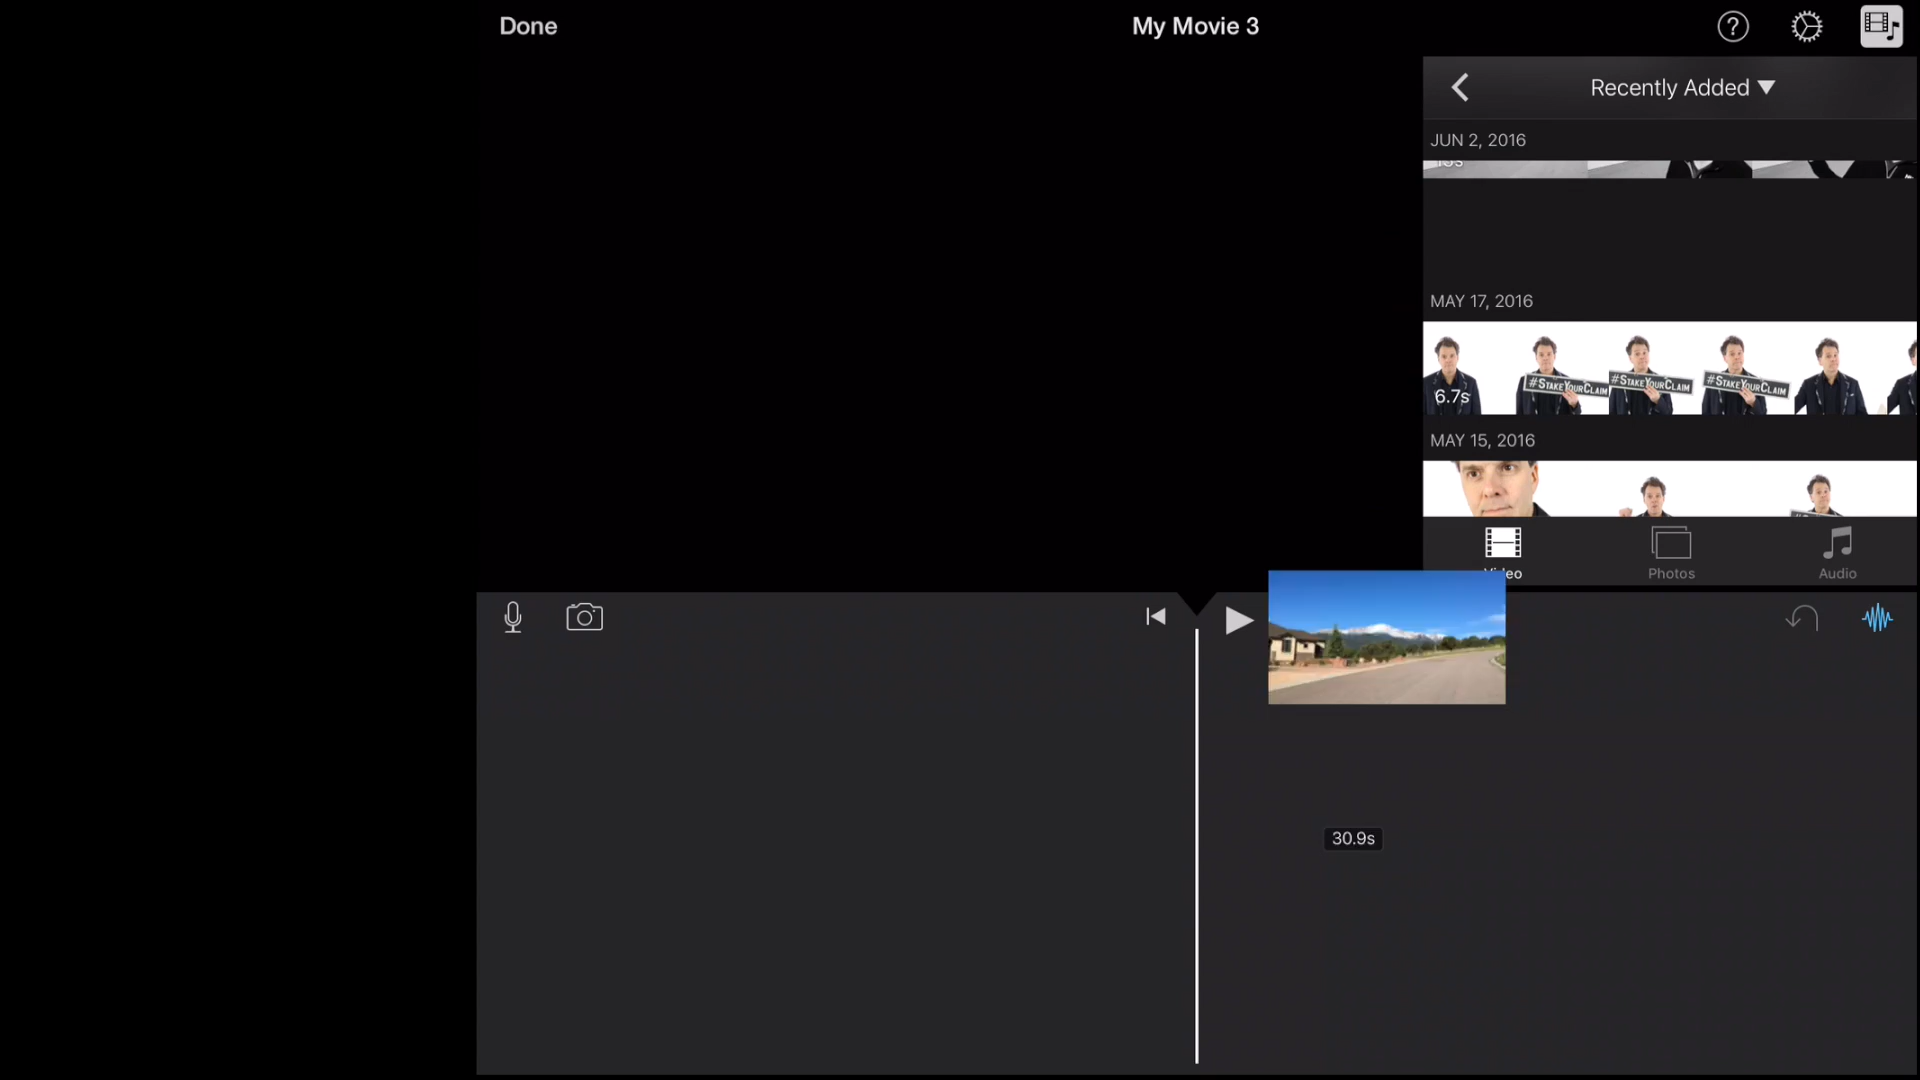 Done
My Movie 3
?
Recently Added
JUN 2, 2016
MAY 17, 2016
6.7s
#STAKEYOURCLAIM
#STAKEYOURCLAIM
#STAKEYOURCLAIM
MAY 15, 2016
Video
Photos
Audio
30.9s